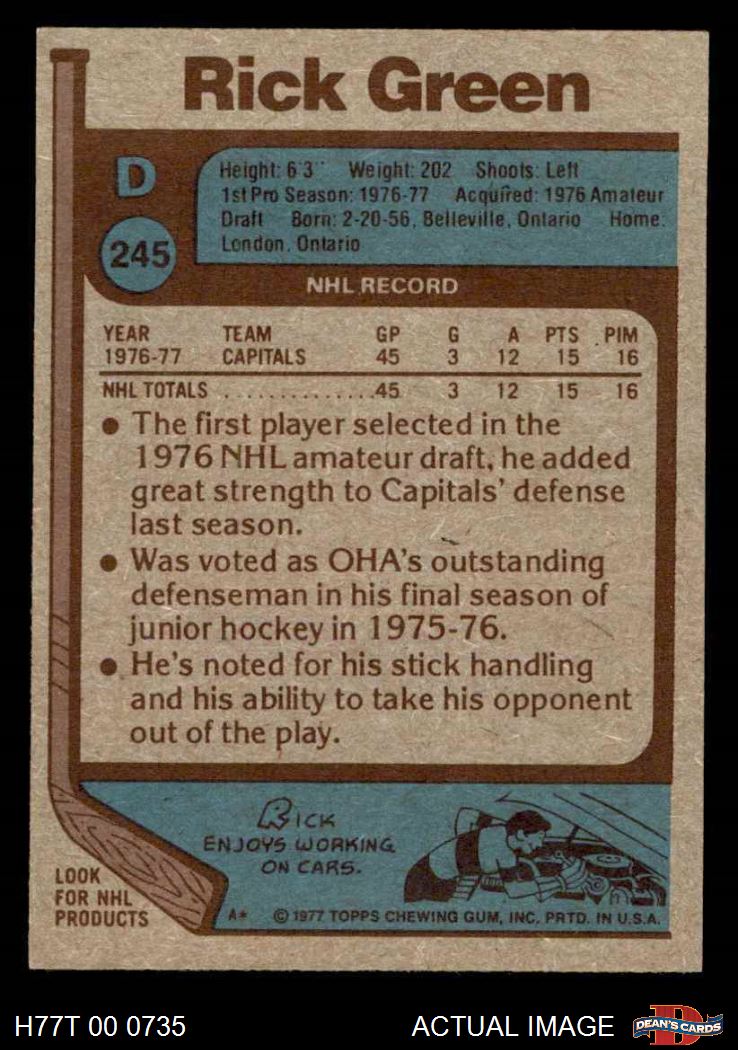 Rick Green
D
245
Height: 6'3" Weight: 202 Shoots: Left
1st Pro Season: 1976-77 Acquired: 1976 Amateur
Draft Born: 2-20-56, Belleville, Ontario Home:
London, Ontario
NHL RECORD
YEAR TEAM GP G A PTS PIM
1976-77 CAPITALS 45 3 12 15 16
NHL TOTALS ..............45 3 12 15 16
● The first player selected in the
1976 NHL amateur draft, he added
great strength to Capitals' defense
last season.
● Was voted as OHA's outstanding
defenseman in his final season of
junior hockey in 1975-76.
● He's noted for his stick handling
and his ability to take his opponent
out of the play.
RICK
ENJOYS WORKING
ON CARS.
LOOK
FOR NHL
PRODUCTS
A* © 1977 TOPPS CHEWING GUM, INC. PRTD. IN U.S.A.
H77T 00 0735 ACTUAL IMAGE
D
DEAN'S CARDS